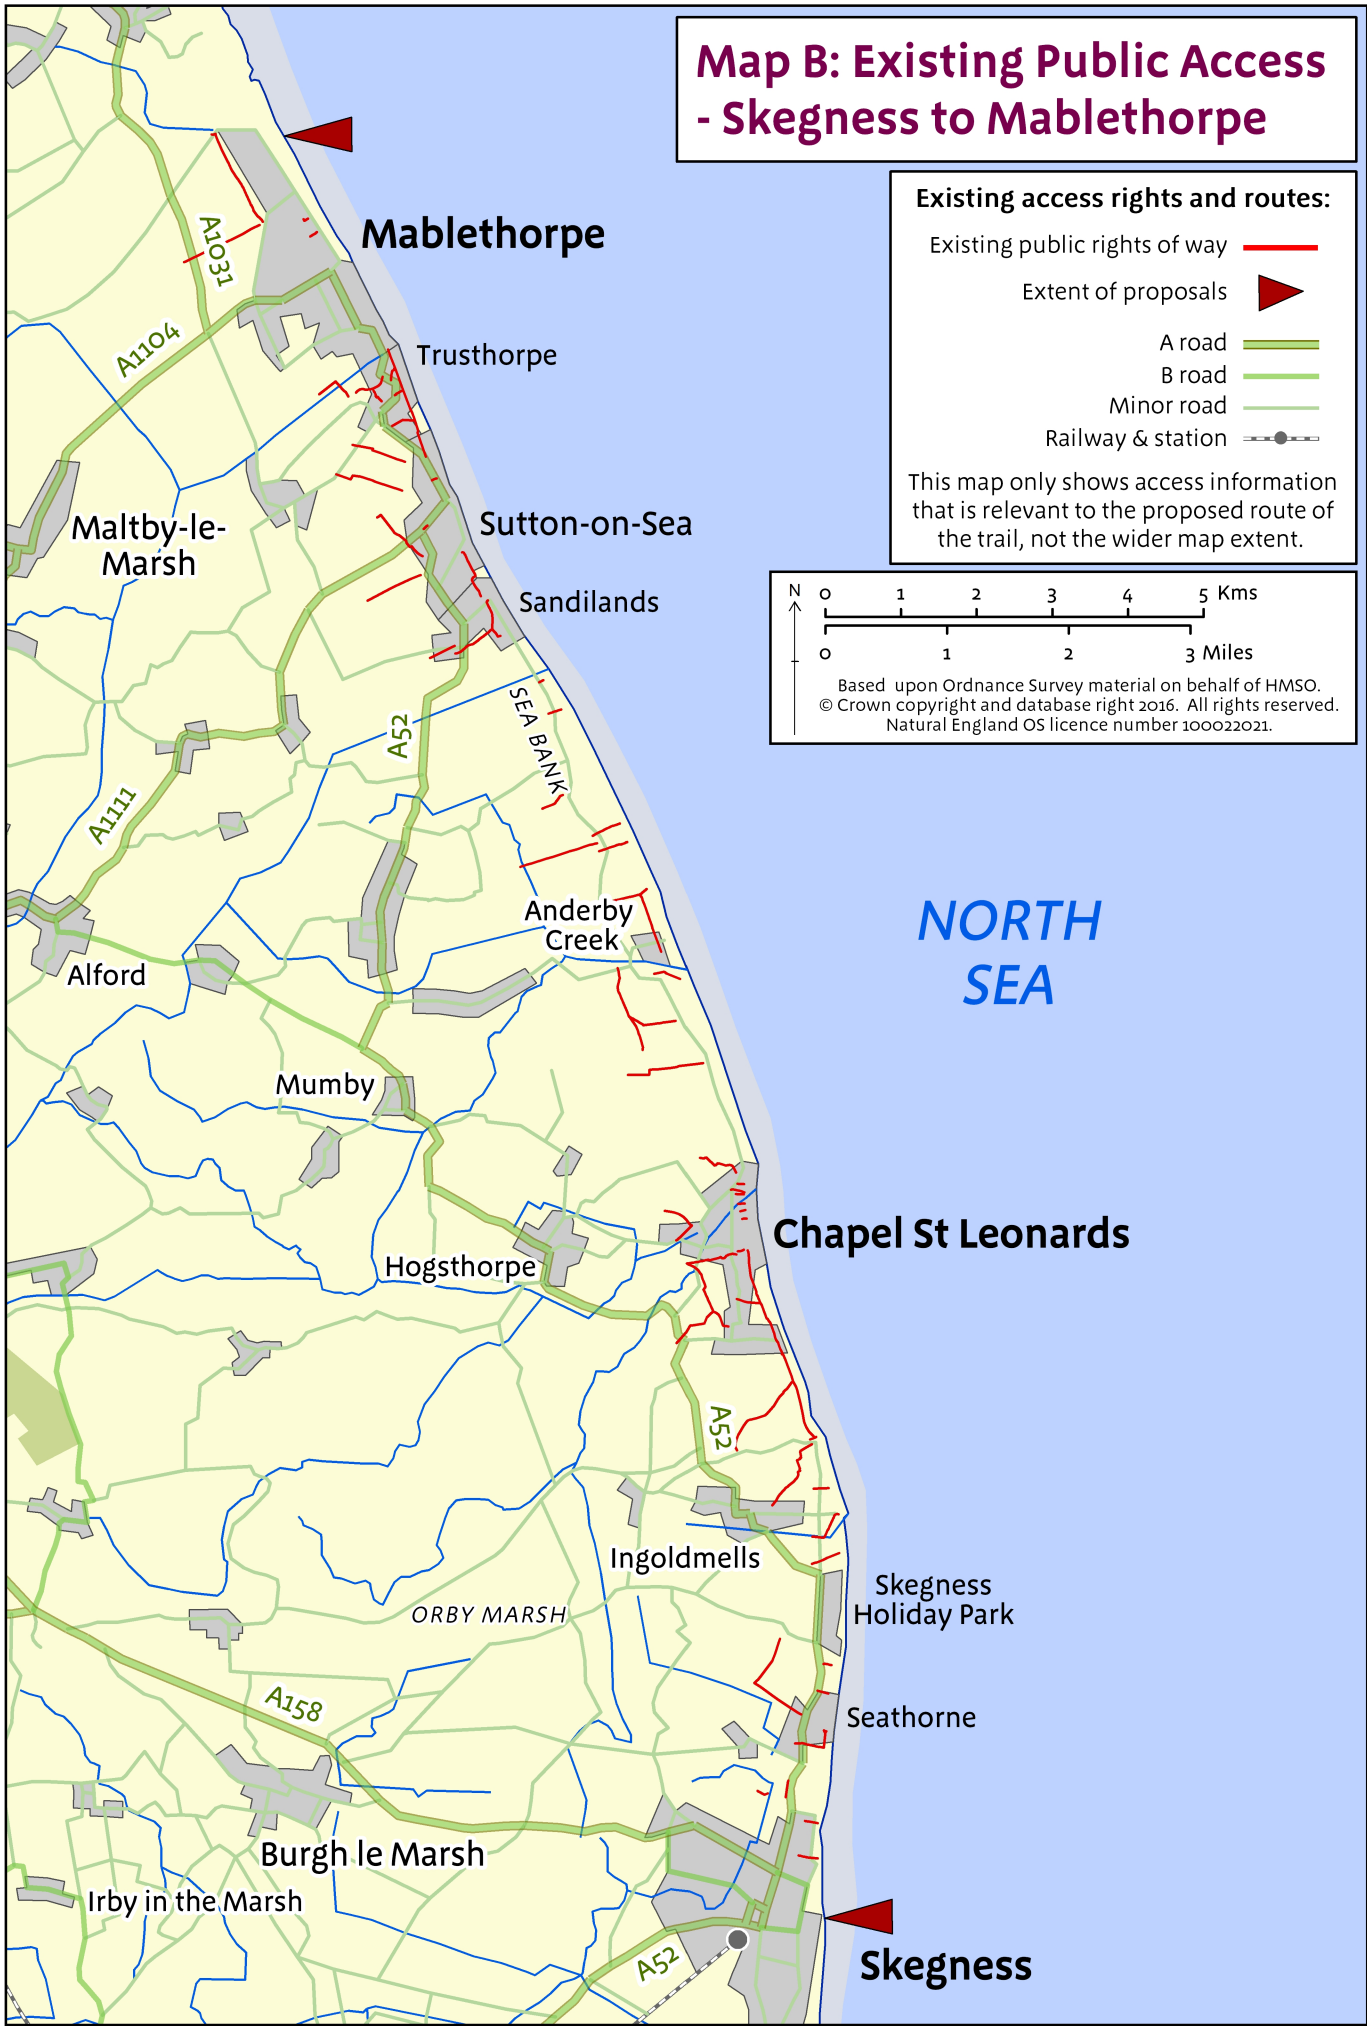 Map B: Existing Public Access
- Skegness to Mablethorpe
Existing access rights and routes:
Existing public rights of way
Extent of proposals
A road
B road
Minor road
Railway & station
This map only shows access information
that is relevant to the proposed route of
the trail, not the wider map extent.
N
0 1 2 3 4 5 Kms
0 1 2 3 Miles
Based upon Ordnance Survey material on behalf of HMSO.
© Crown copyright and database right 2016. All rights reserved.
Natural England OS licence number 100022021.
Mablethorpe
A1031
A1104
Trusthorpe
Maltby-le-
Marsh
Sutton-on-Sea
Sandilands
SEA BANK
A52
A1111
Anderby
Creek
NORTH
SEA
Alford
Mumby
Chapel St Leonards
Hogsthorpe
A52
Ingoldmells
Skegness
Holiday Park
ORBY MARSH
A158
Seathorne
Burgh le Marsh
Irby in the Marsh
A52
Skegness